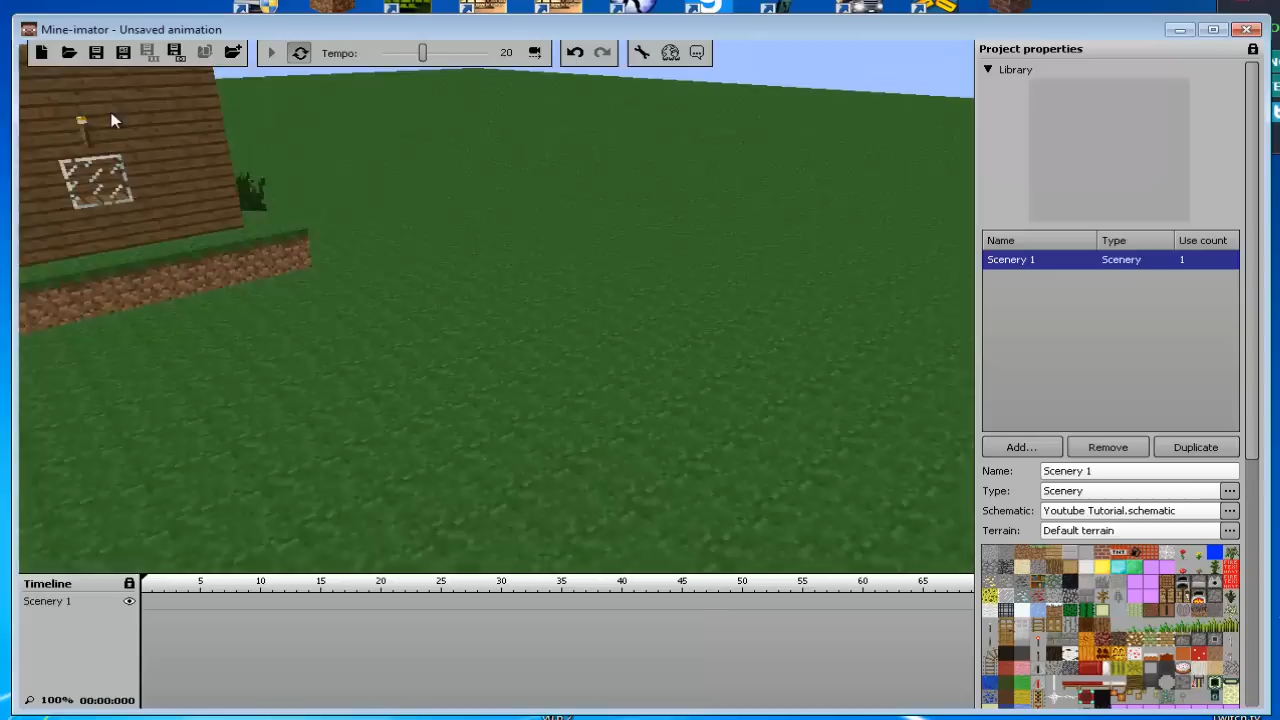 Mine-imator - Unsaved animation
Tempo: 20
Project properties
Library
Name Type Use count
Scenery 1 Scenery 1
Add... Remove Duplicate
Name: Scenery 1
Type: Scenery ...
Schematic: Youtube Tutorial.schematic ...
Terrain: Default terrain ...
Timeline 5 10 15 20 25 30 35 40 45 50 55 60 65
Scenery 1
100% 00:00:000